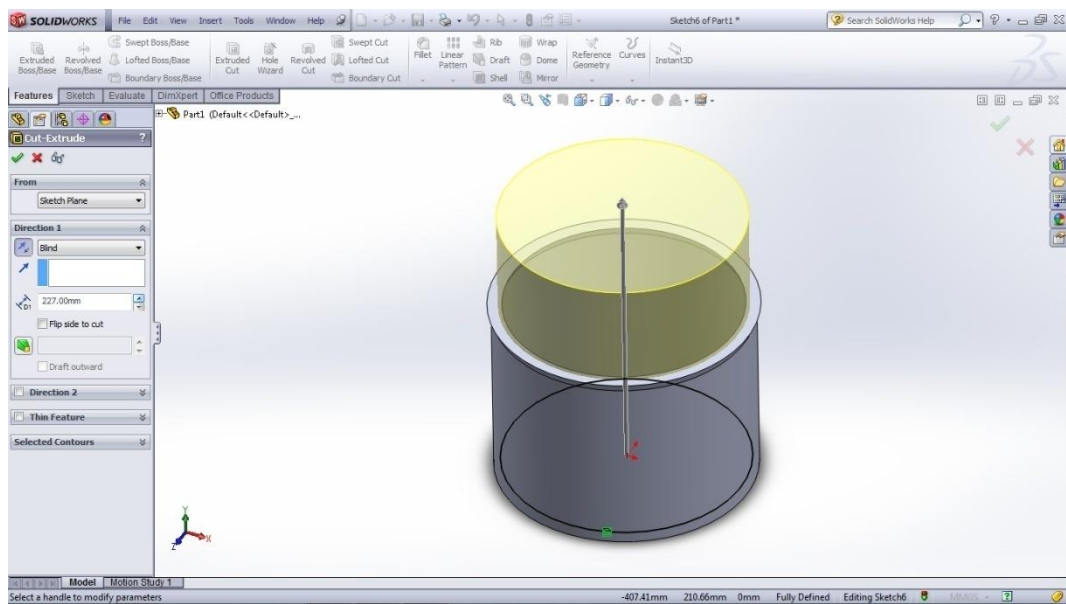 SOLIDWORKS File Edit View Insert Tools Window Help Sketch6 of Part1 * Search SolidWorks Help
Extruded Boss/Base
Revolved Boss/Base
Swept Boss/Base
Lofted Boss/Base
Boundary Boss/Base
Extruded Cut
Hole Wizard
Revolved Cut
Swept Cut
Lofted Cut
Boundary Cut
Fillet
Linear Pattern
Rib
Draft
Shell
Wrap
Dome
Mirror
Reference Geometry
Curves
Instant3D
Features Sketch Evaluate DimXpert Office Products
Part1 (Default<<Default>_...
Cut-Extrude ?
From
Sketch Plane
Direction 1
Blind
D1 227.00mm
Flip side to cut
Draft outward
Direction 2
Thin Feature
Selected Contours
Y
X
Z
Model Motion Study 1
Select a handle to modify parameters -407.41mm 210.66mm 0mm Fully Defined Editing Sketch6 MMGS